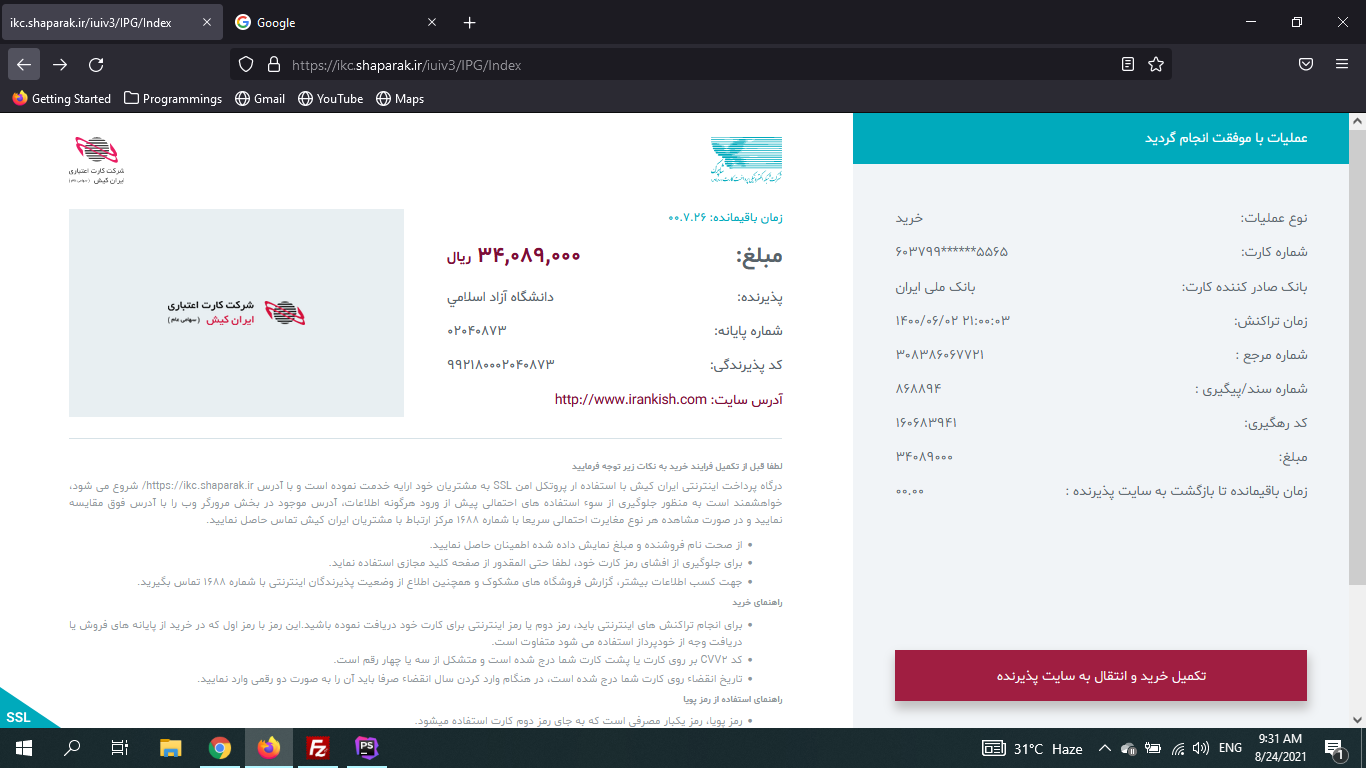 ikc.shaparak.ir/iuiv3/IPG/Index
Google
https://ikc.shaparak.ir/iuiv3/IPG/Index
Getting Started
Programmings
Gmail
YouTube
Maps
عملیات با موفقت انجام گردید
نوع عملیات: خرید
شماره کارت: ۶۰۳۷۹۹******۵۵۶۵
بانک صادر کننده کارت: بانک ملی ایران
زمان تراکنش: ۱۴۰۰/۰۶/۰۲ ۲۱:۰۰:۰۳
شماره مرجع : ۳۰۸۳۸۶۰۶۷۷۲۱
شماره سند/پیگیری : ۸۶۸۸۹۴
کد رهگیری: ۱۶۰۶۸۳۹۴۱
مبلغ: ۳۴۰۸۹۰۰۰
زمان باقیمانده تا بازگشت به سایت پذیرنده : ۰۰.۰۰
تکمیل خرید و انتقال به سایت پذیرنده
شاپرک
شرکت کارت اعتباری
ایران کیش (سهامی عام)
زمان باقیمانده: ۰۰.۷.۲۶
مبلغ: ۳۴,۰۸۹,۰۰۰ ریال
پذیرنده: دانشگاه آزاد اسلامي
شماره پایانه: ۰۲۰۴۰۸۷۳
کد پذیرندگی: ۹۹۲۱۸۰۰۰۲۰۴۰۸۷۳
آدرس سایت: http://www.irankish.com
شرکت کارت اعتباری
ایران کیش (سهامی عام)
لطفا قبل از تکمیل فرایند خرید به نکات زیر توجه فرمایید
درگاه پرداخت اینترنتی ایران کیش با استفاده از پروتکل امن SSL به مشتریان خود ارایه خدمت نموده است و با آدرس https://ikc.shaparak.ir/ شروع می شود،
خواهشمند است به منظور جلوگیری از سوء استفاده های احتمالی پیش از ورود هرگونه اطلاعات، آدرس موجود در بخش مرورگر وب را با آدرس فوق مقایسه
نمایید و در صورت مشاهده هر نوع مغایرت احتمالی سریعا با شماره ۱۶۸۸ مرکز ارتباط با مشتریان ایران کیش تماس حاصل نمایید.
• از صحت نام فروشنده و مبلغ نمایش داده شده اطمینان حاصل نمایید.
• برای جلوگیری از افشای رمز کارت خود، لطفا حتی المقدور از صفحه کلید مجازی استفاده نماید.
• جهت کسب اطلاعات بیشتر، گزارش فروشگاه های مشکوک و همچنین اطلاع از وضعیت پذیرندگان اینترنتی با شماره ۱۶۸۸ تماس بگیرید.
راهنمای خرید
• برای انجام تراکنش های اینترنتی باید، رمز دوم یا رمز اینترنتی برای کارت خود دریافت نموده باشید.این رمز با رمز اول که در خرید از پایانه های فروش یا
دریافت وجه از خودپرداز استفاده می شود متفاوت است.
• کد CVV۲ بر روی کارت یا پشت کارت شما درج شده است و متشکل از سه یا چهار رقم است.
• تاریخ انقضاء روی کارت شما درج شده است، در هنگام وارد کردن سال انقضاء صرفا باید آن را به صورت دو رقمی وارد نمایید.
راهنمای استفاده از رمز پویا
• رمز پویا، رمز یکبار مصرفی است که به جای رمز دوم کارت استفاده میشود.
SSL
31°C Haze
ENG
9:31 AM
8/24/2021
1